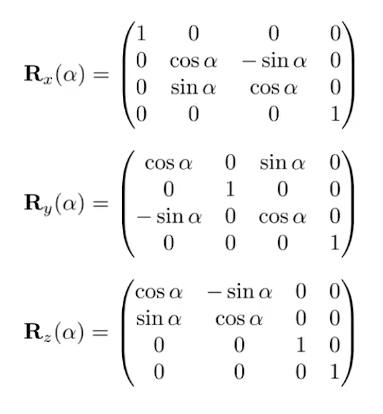 1 0 0 0
0 cos α − sin α 0
R_x(α) =
0 sin α cos α 0
0 0 0 1
cos α 0 sin α 0
0 1 0 0
R_y(α) =
− sin α 0 cos α 0
0 0 0 1
cos α − sin α 0 0
sin α cos α 0 0
R_z(α) =
0 0 1 0
0 0 0 1